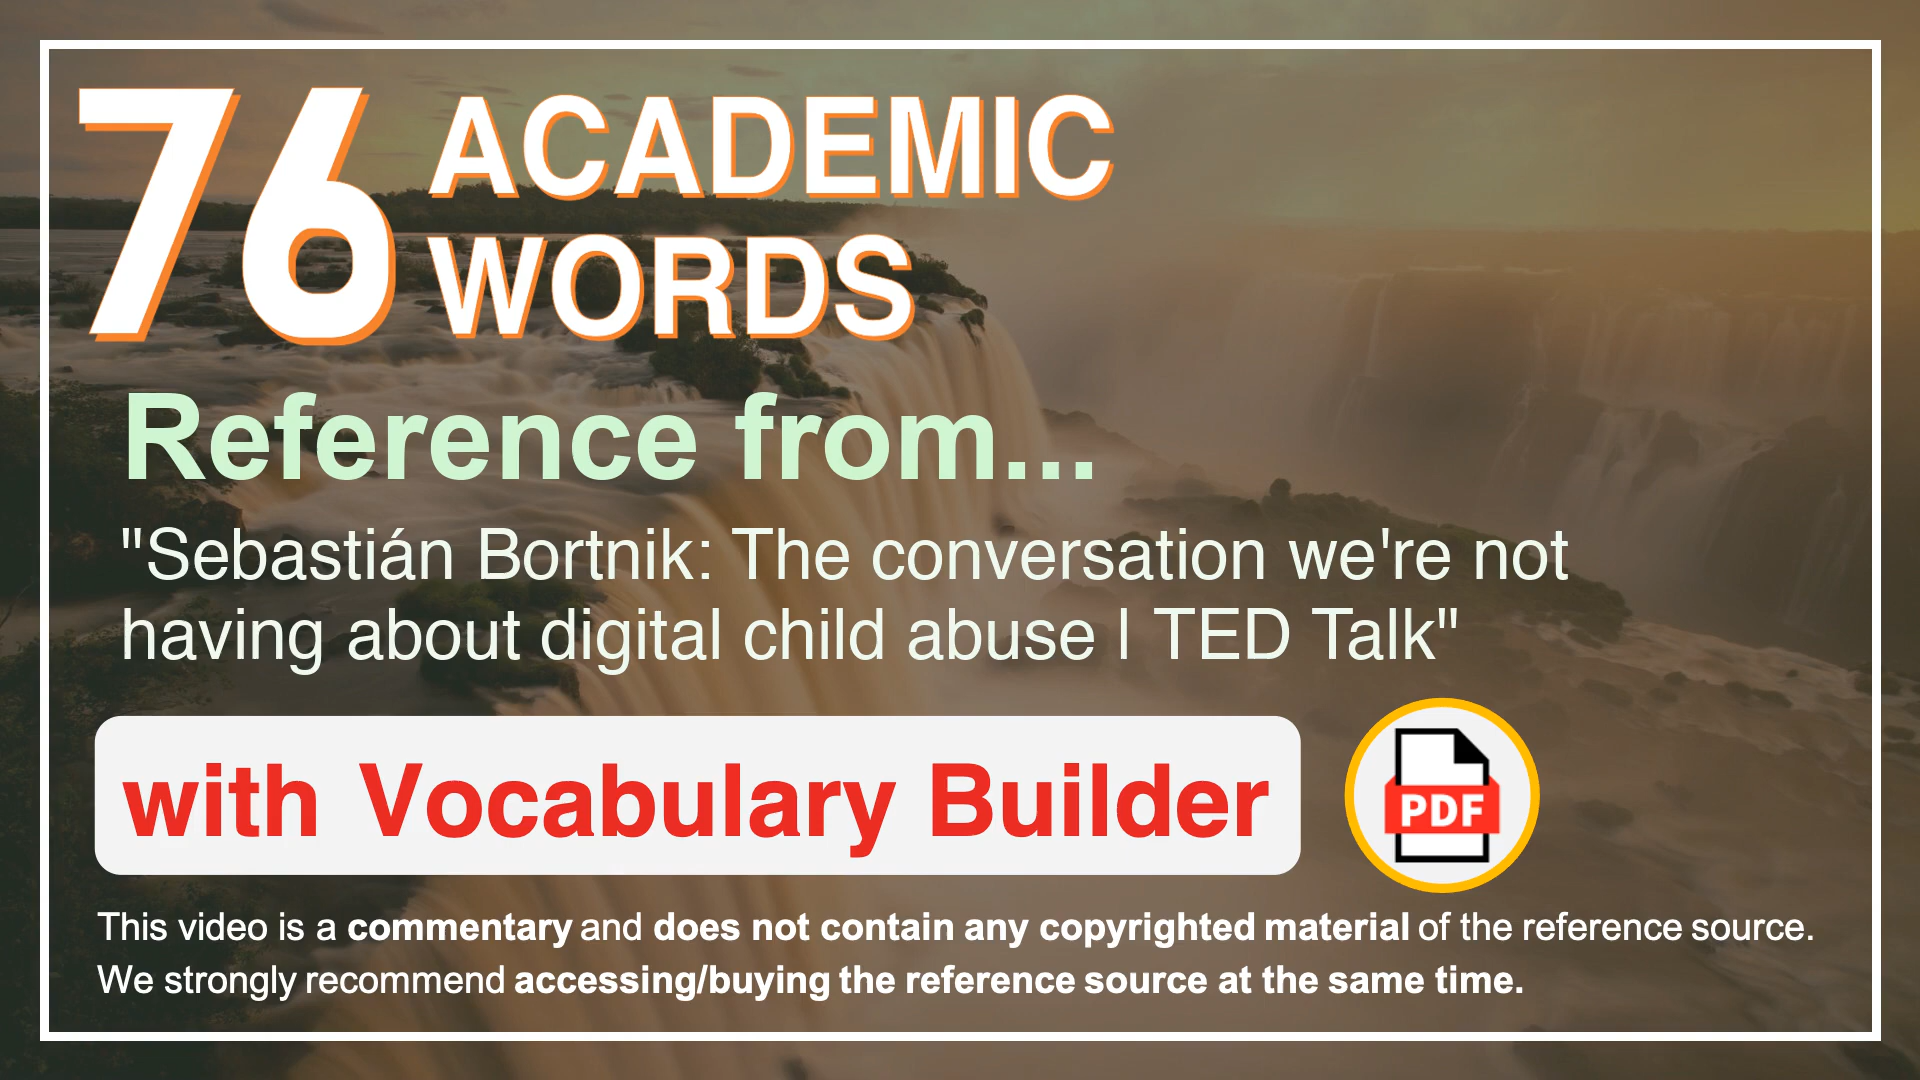 76 ACADEMIC
WORDS
Reference from...
"Sebastián Bortnik: The conversation we're not
having about digital child abuse | TED Talk"
with Vocabulary Builder
PDF
This video is a commentary and does not contain any copyrighted material of the reference source.
We strongly recommend accessing/buying the reference source at the same time.